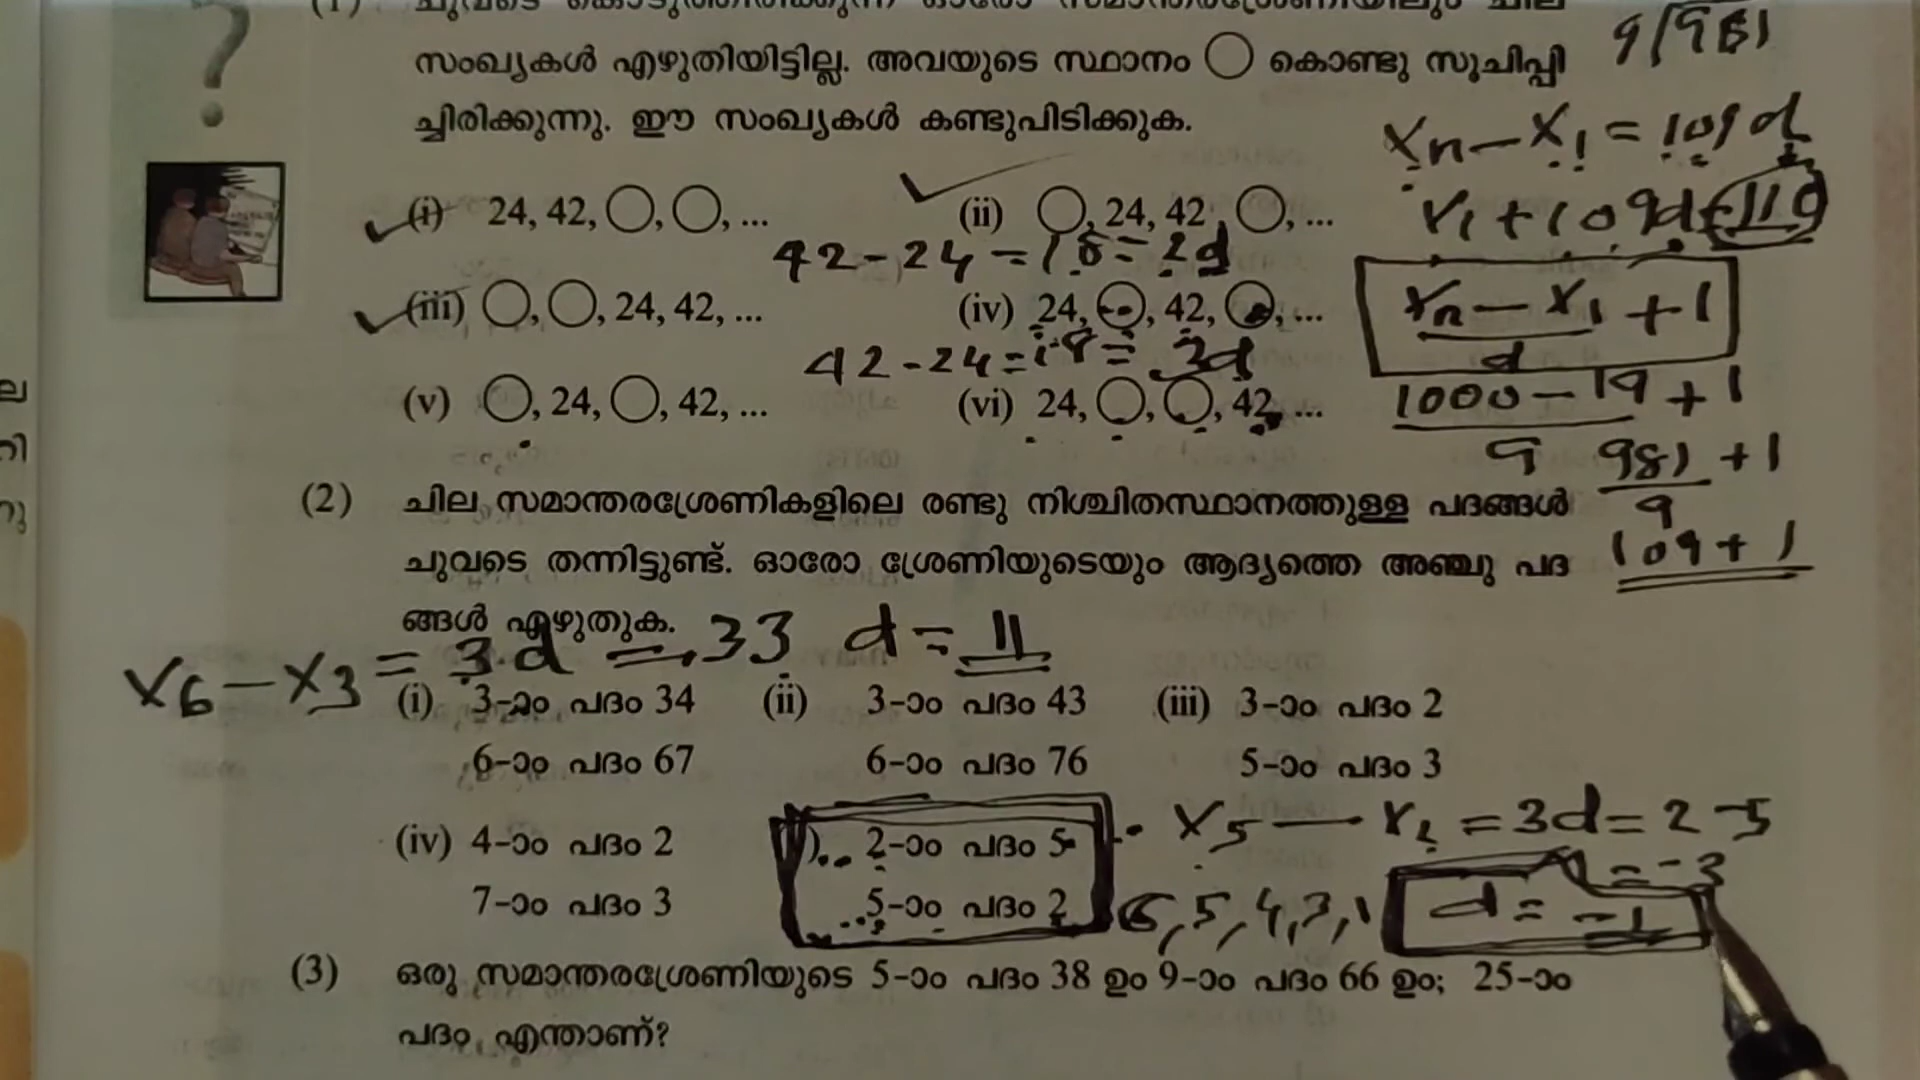 സംഖ്യകൾ എഴുതിയിട്ടില്ല. അവയുടെ സ്ഥാനം ◯ കൊണ്ടു സൂചിപ്പി
ച്ചിരിക്കുന്നു. ഈ സംഖ്യകൾ കണ്ടുപിടിക്കുക.
xn - x1 = 109 d
(i) 24, 42, ◯, ◯, ... (ii) ◯, 24, 42, ◯, ...
42 - 24 = 18 = 2d
(iii) ◯, ◯, 24, 42, ... (iv) 24, ◯, 42, ◯, ...
xn - x1 + 1
d
42 - 24 = 18 = 3d
(v) ◯, 24, ◯, 42, ... (vi) 24, ◯, ◯, 42, ...
1000 - 19 + 1
9
981 + 1
9
109 + 1
(2) ചില സമാന്തരശ്രേണികളിലെ രണ്ടു നിശ്ചിതസ്ഥാനത്തുള്ള പദങ്ങൾ
ചുവടെ തന്നിട്ടുണ്ട്. ഓരോ ശ്രേണിയുടെയും ആദ്യത്തെ അഞ്ചു പദ
ങ്ങൾ എഴുതുക.
x6 - x3 = 3d = 33 d = 11
(i) 3-ാം പദം 34 (ii) 3-ാം പദം 43 (iii) 3-ാം പദം 2
6-ാം പദം 67 6-ാം പദം 76 5-ാം പദം 3
(iv) 4-ാം പദം 2 2-ാം പദം 5
7-ാം പദം 3 5-ാം പദം 2
x5 - x2 = 3d = 2 - 5
= -3
6, 5, 4, 3, 1 d = -1
(3) ഒരു സമാന്തരശ്രേണിയുടെ 5-ാം പദം 38 ഉം 9-ാം പദം 66 ഉം; 25-ാം
പദം എന്താണ്?